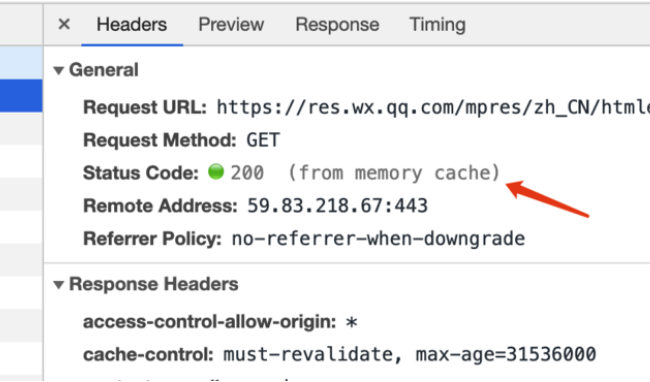 × Headers Preview Response Timing
▼ General
Request URL: https://res.wx.qq.com/mpres/zh_CN/htmle
Request Method: GET
Status Code: 200 (from memory cache)
Remote Address: 59.83.218.67:443
Referrer Policy: no-referrer-when-downgrade
▼ Response Headers
access-control-allow-origin: *
cache-control: must-revalidate, max-age=31536000